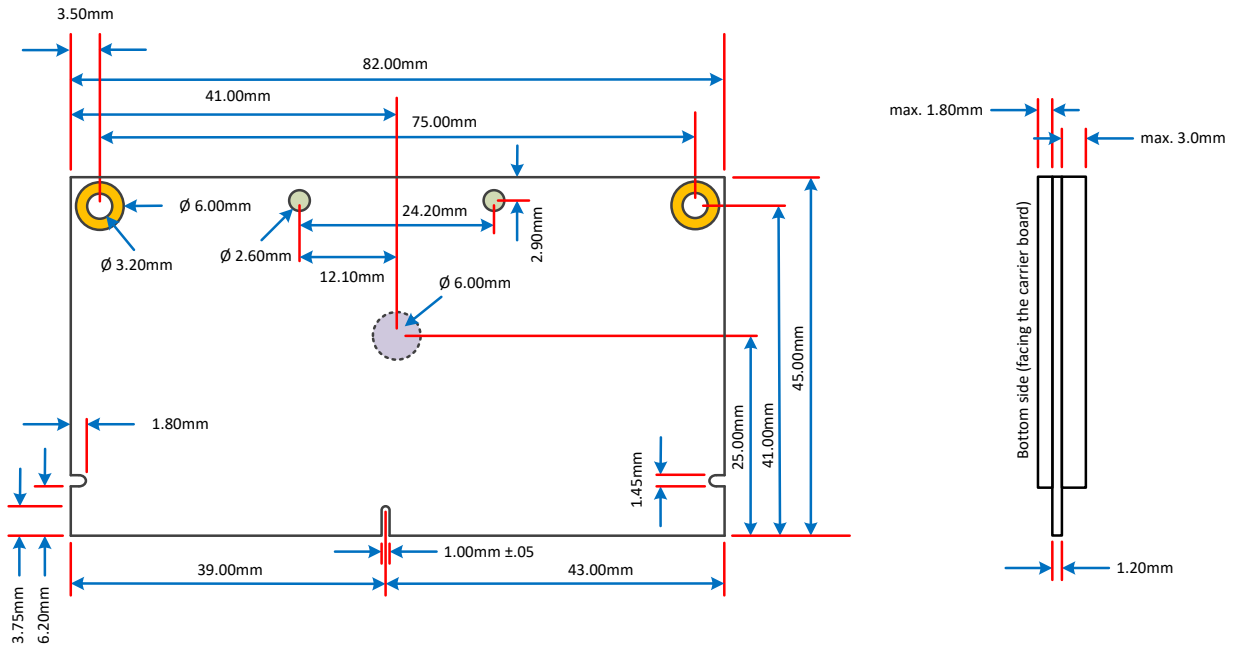 3.50mm
82.00mm
41.00mm
75.00mm
max. 1.80mm
max. 3.0mm
Ø 6.00mm
24.20mm
Ø 3.20mm
Ø 2.60mm
2.90mm
12.10mm
Ø 6.00mm
45.00mm
41.00mm
25.00mm
Bottom side (facing the carrier board)
1.80mm
1.45mm
1.00mm ±.05
39.00mm
43.00mm
1.20mm
3.75mm
6.20mm